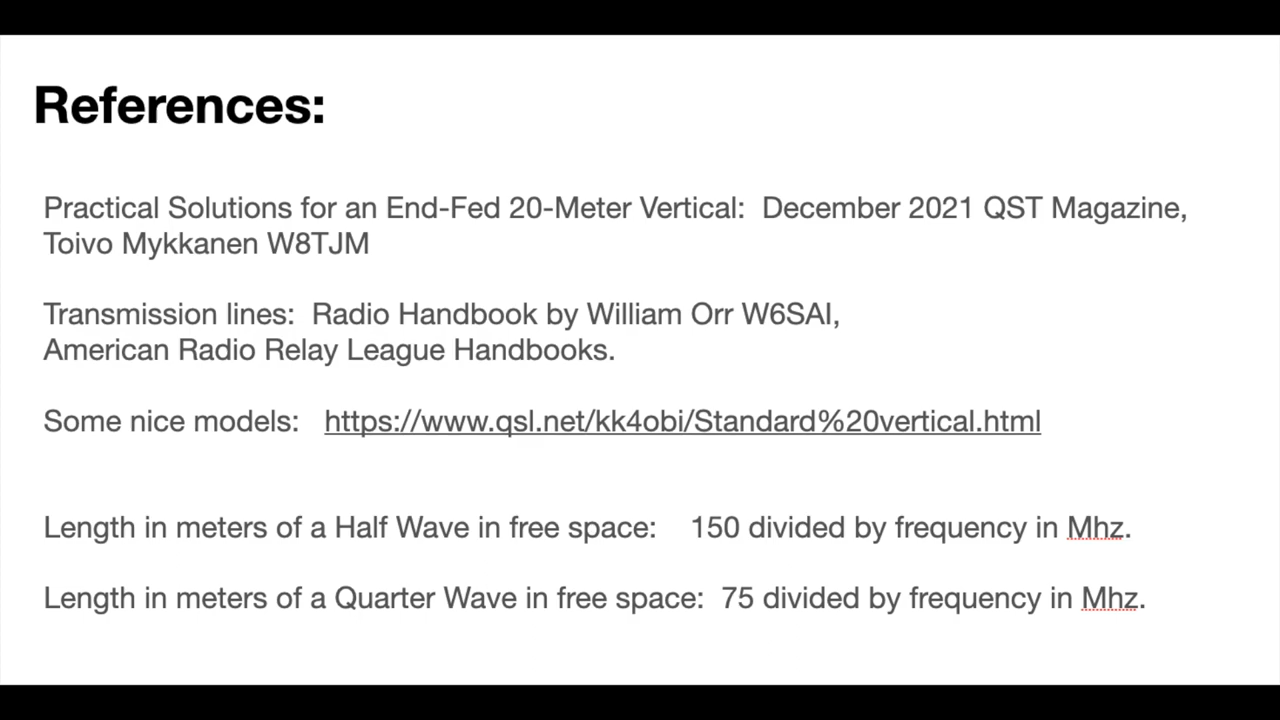 References:
Practical Solutions for an End-Fed 20-Meter Vertical:  December 2021 QST Magazine,
Toivo Mykkanen W8TJM
Transmission lines:  Radio Handbook by William Orr W6SAI,
American Radio Relay League Handbooks.
Some nice models:   https://www.qsl.net/kk4obi/Standard%20vertical.html
Length in meters of a Half Wave in free space:    150 divided by frequency in Mhz.
Length in meters of a Quarter Wave in free space:  75 divided by frequency in Mhz.